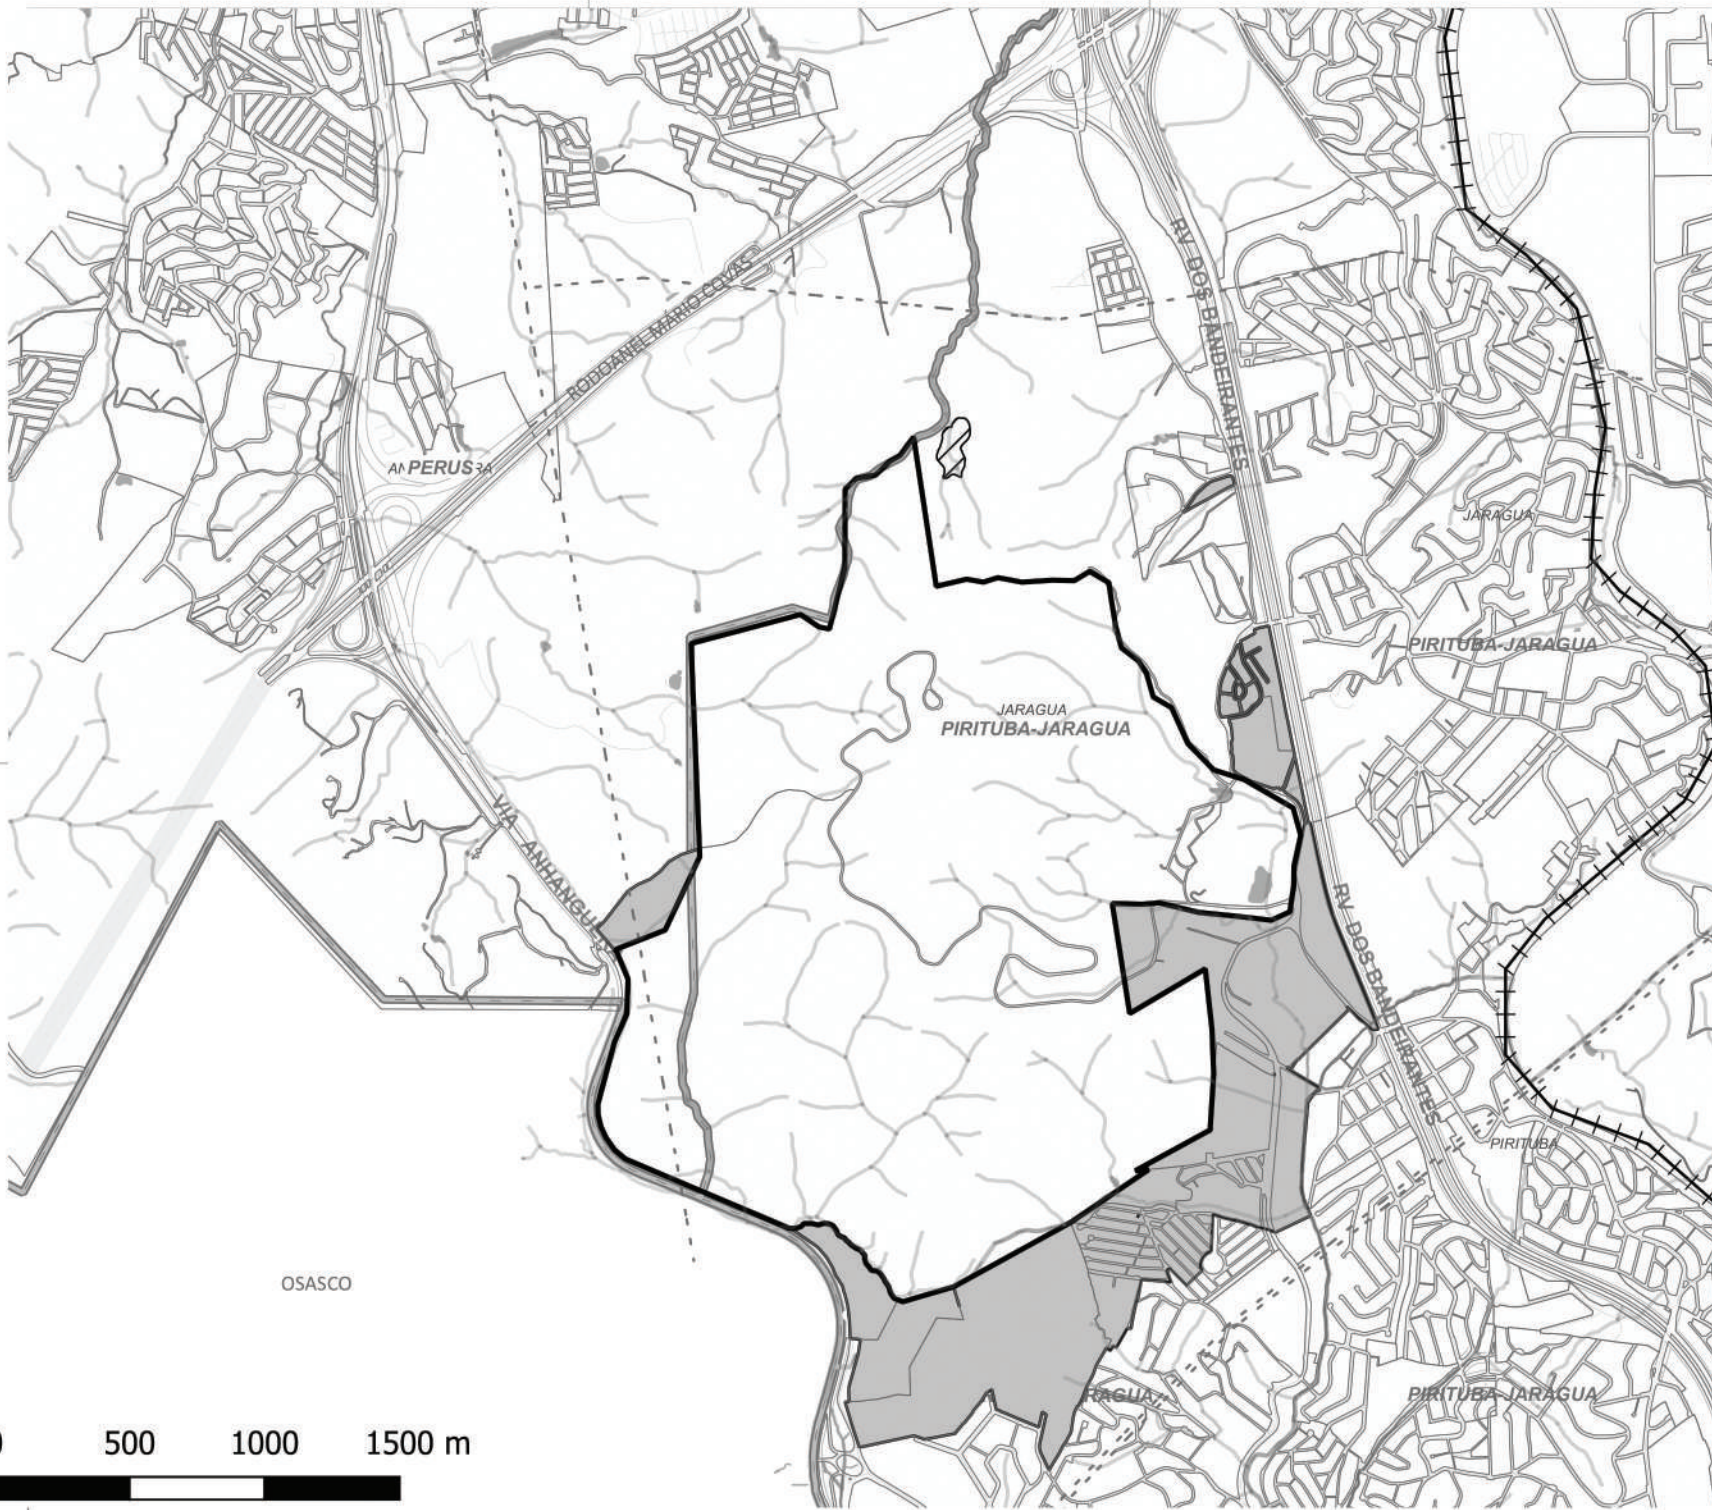 RV DOS BANDEIRANTES
RODOANEL MÁRIO COVAS
PERUS
JARAGUA
PIRITUBA-JARAGUA
JARAGUA
PIRITUBA-JARAGUA
VIA ANHANGUERA
RV DOS BANDEIRANTES
PIRITUBA
OSASCO
RAGUA
PIRITUBA-JARAGUA
500 1000 1500 m